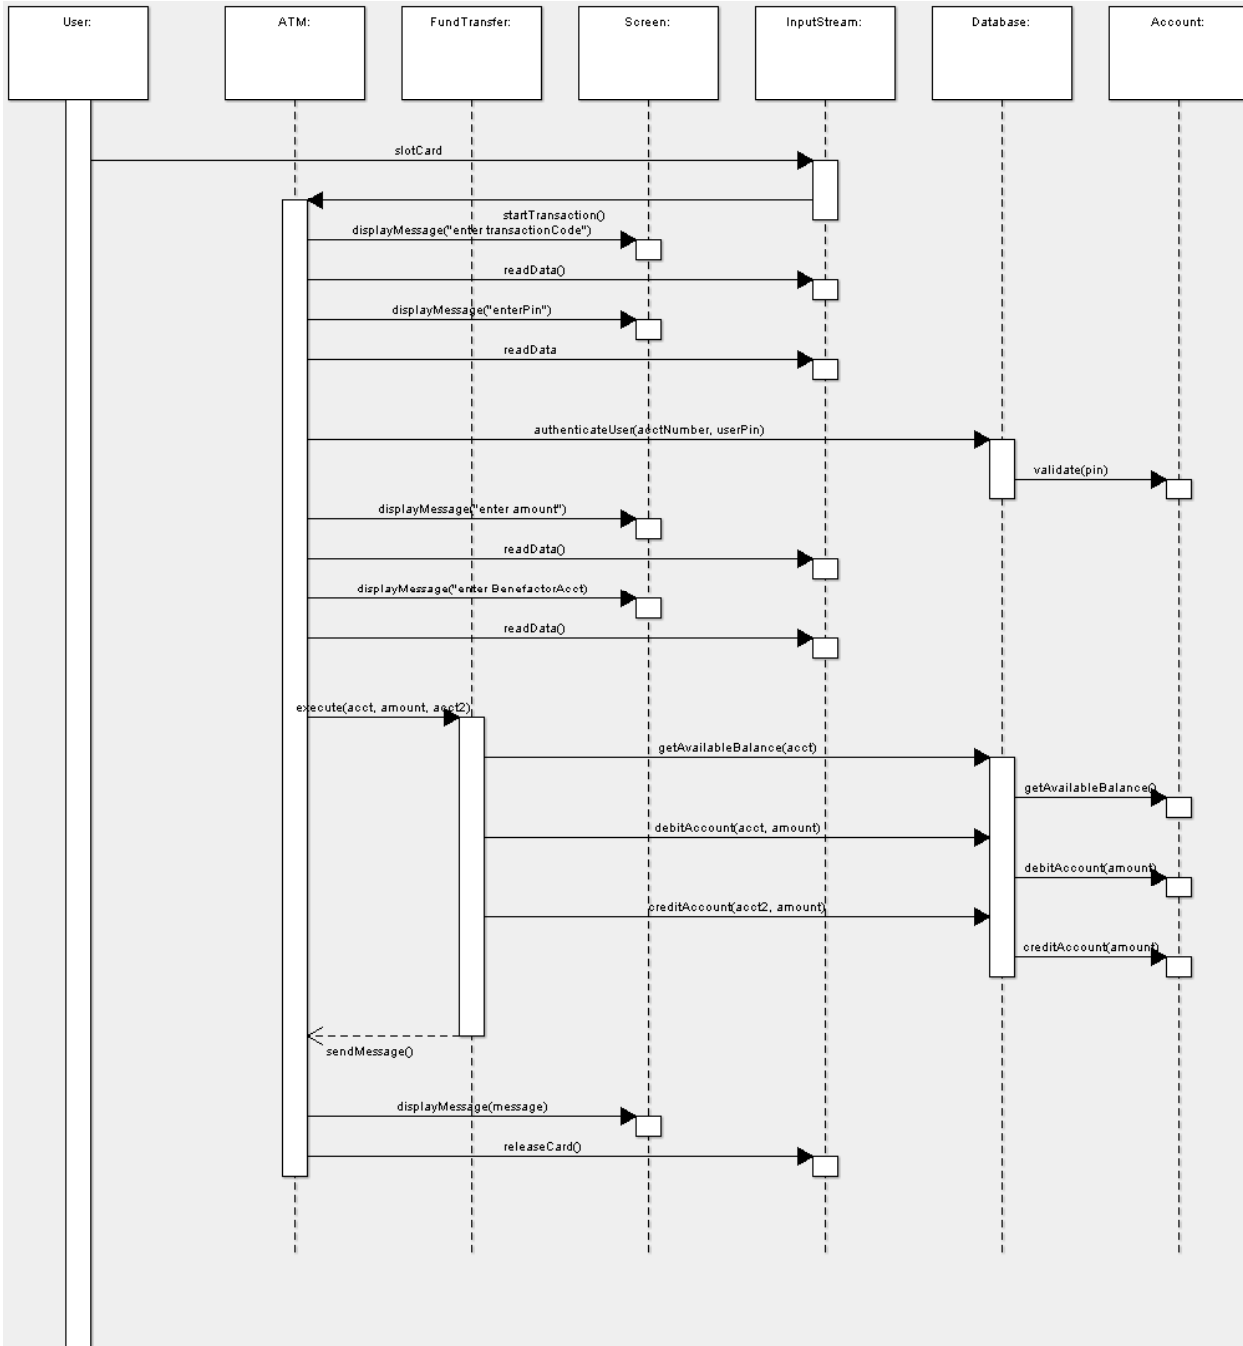 User:
ATM:
FundTransfer:
Screen:
InputStream:
Database:
Account:
slotCard
startTransaction()
displayMessage("enter transactionCode")
readData()
displayMessage("enterPin")
readData
authenticateUser(acctNumber, userPin)
validate(pin)
displayMessage("enter amount")
readData()
displayMessage("enter BenefactorAcct)
readData()
execute(acct, amount, acct2)
getAvailableBalance(acct)
getAvailableBalance()
debitAccount(acct, amount)
debitAccount(amount)
creditAccount(acct2, amount)
creditAccount(amount)
sendMessage()
displayMessage(message)
releaseCard()